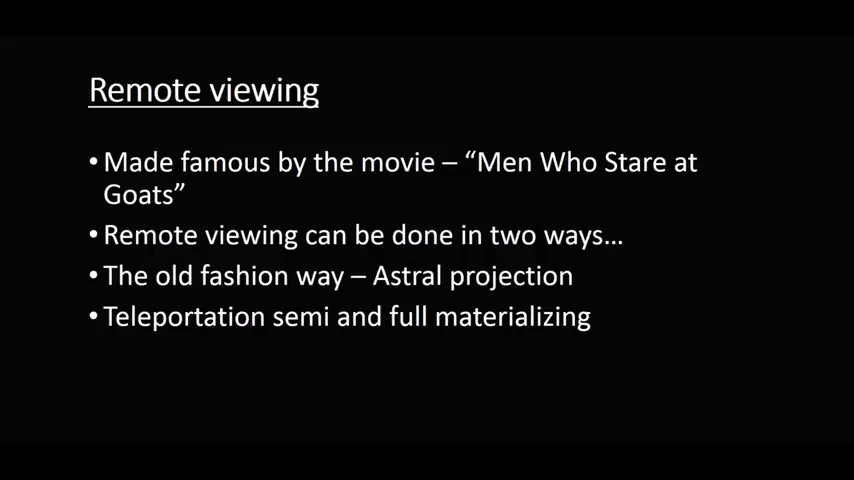 Remote viewing
• Made famous by the movie – “Men Who Stare at
Goats”
• Remote viewing can be done in two ways…
• The old fashion way – Astral projection
• Teleportation semi and full materializing